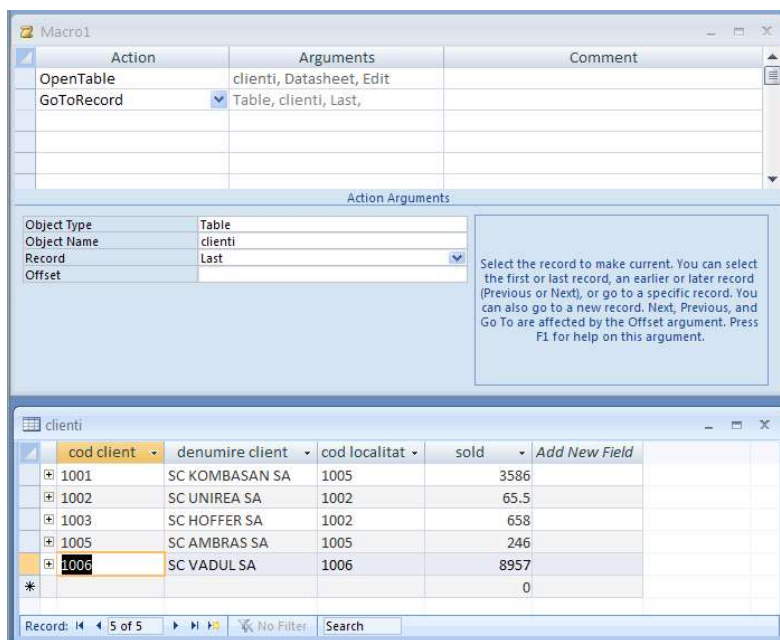 Macro1
Action Arguments Comment
OpenTable clienti, Datasheet, Edit
GoToRecord Table, clienti, Last,
Action Arguments
Object Type Table
Object Name clienti
Record Last
Offset
Select the record to make current. You can select
the first or last record, an earlier or later record
(Previous or Next), or go to a specific record. You
can also go to a new record. Next, Previous, and
Go To are affected by the Offset argument. Press
F1 for help on this argument.
clienti
cod client denumire client cod localitat sold Add New Field
1001 SC KOMBASAN SA 1005 3586
1002 SC UNIREA SA 1002 65.5
1003 SC HOFFER SA 1002 658
1005 SC AMBRAS SA 1005 246
1006 SC VADUL SA 1006 8957
* 0
Record: 5 of 5 No Filter Search